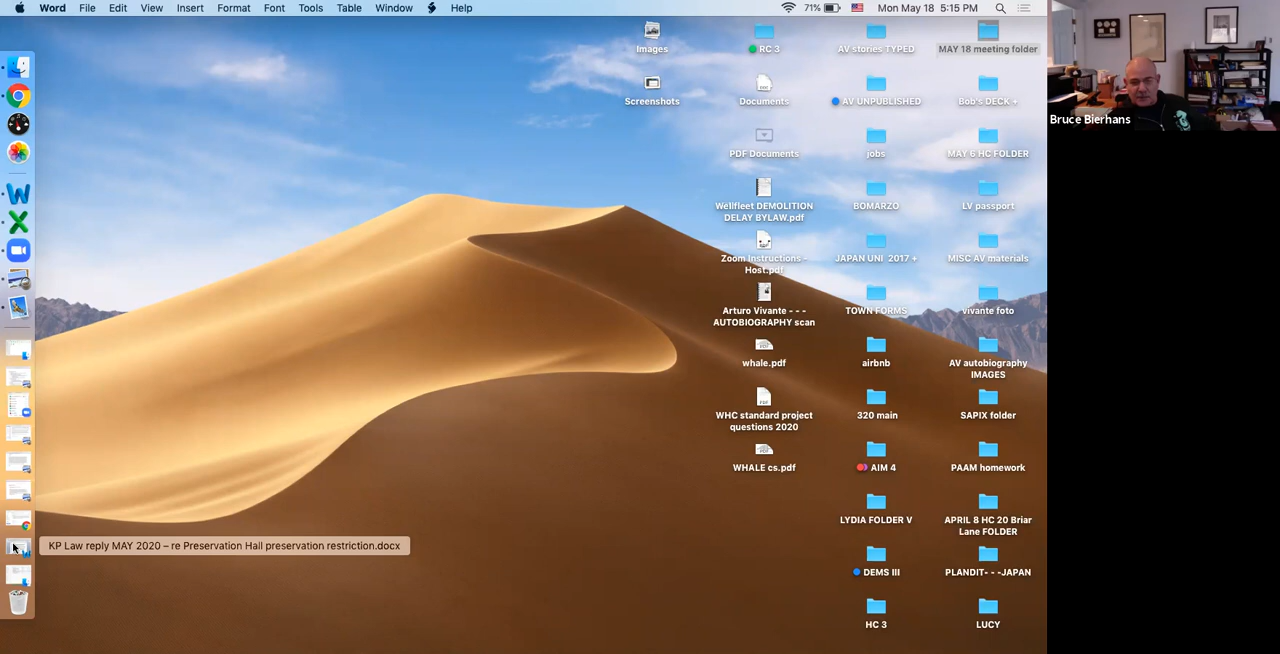 Word File Edit View Insert Format Font Tools Table Window Help 71% Mon May 18 5:15 PM
Images
RC 3
AV stories TYPED
MAY 18 meeting folder
Screenshots
Documents
AV UNPUBLISHED
Bob's DECK +
Bruce Bierhans
PDF Documents
jobs
MAY 6 HC FOLDER
Wellfleet DEMOLITION
DELAY BYLAW.pdf
BOMARZO
LV passport
Zoom Instructions -
Host.pdf
JAPAN UNI 2017 +
MISC AV materials
Arturo Vivante - - -
AUTOBIOGRAPHY scan
TOWN FORMS
vivante foto
whale.pdf
airbnb
AV autobiography
IMAGES
WHC standard project
questions 2020
320 main
SAPIX folder
WHALE cs.pdf
AIM 4
PAAM homework
LYDIA FOLDER V
APRIL 8 HC 20 Briar
Lane FOLDER
KP Law reply MAY 2020 – re Preservation Hall preservation restriction.docx
DEMS III
PLANDIT- - -JAPAN
HC 3
LUCY